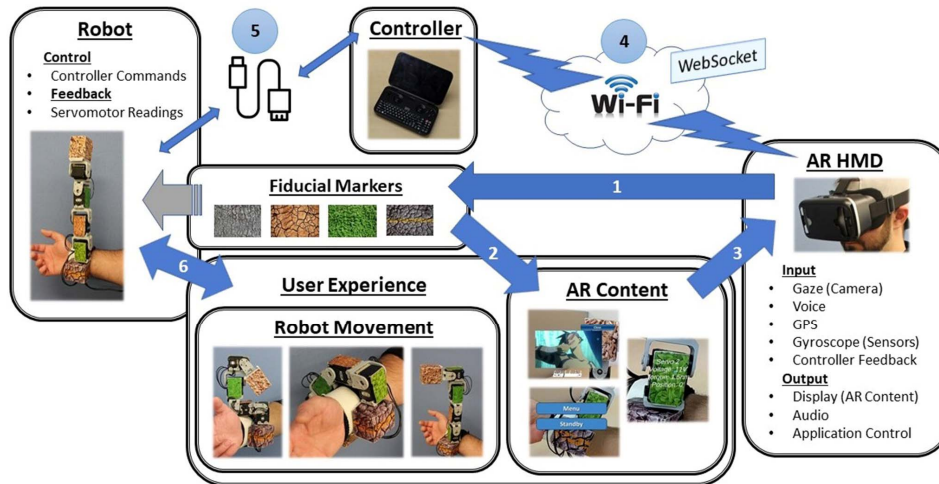 Robot
Control
• Controller Commands
Feedback
• Servomotor Readings
5
Controller
4
WebSocket
Wi-Fi
AR HMD
1
Fiducial Markers
2
3
6
User Experience
Robot Movement
AR Content
Servo 2
Menu
Standby
Input
• Gaze (Camera)
• Voice
• GPS
• Gyroscope (Sensors)
• Controller Feedback
Output
• Display (AR Content)
• Audio
• Application Control